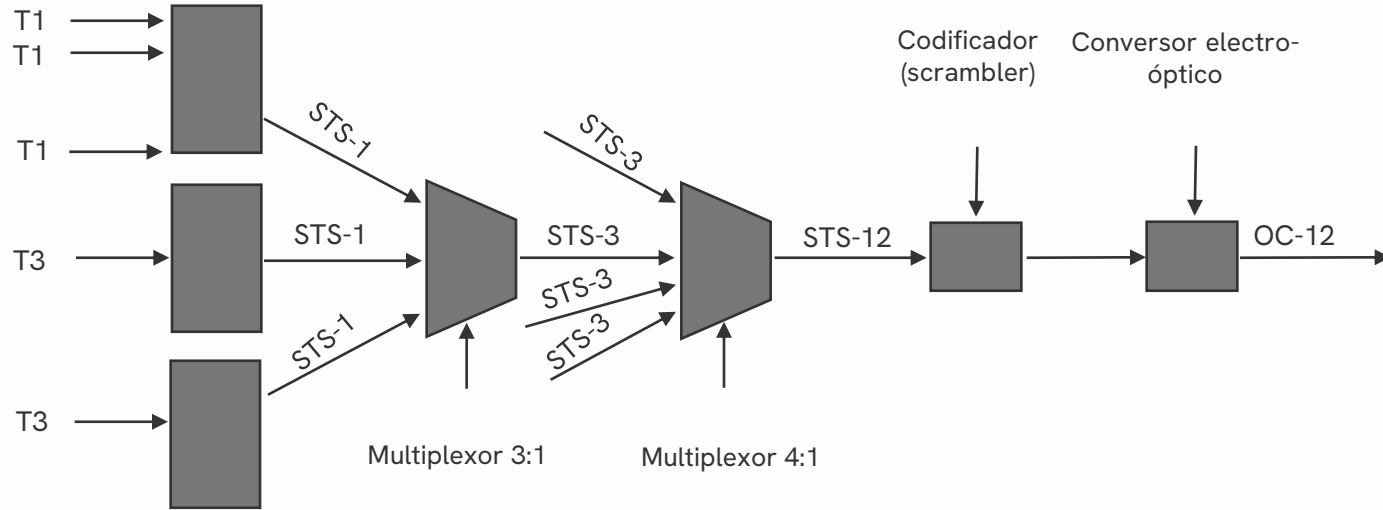 T1
T1
T1
T3
T3
STS-1
STS-1
STS-1
Multiplexor 3:1
STS-3
STS-3
STS-3
STS-3
Multiplexor 4:1
STS-12
Codificador
(scrambler)
Conversor electro-
óptico
OC-12